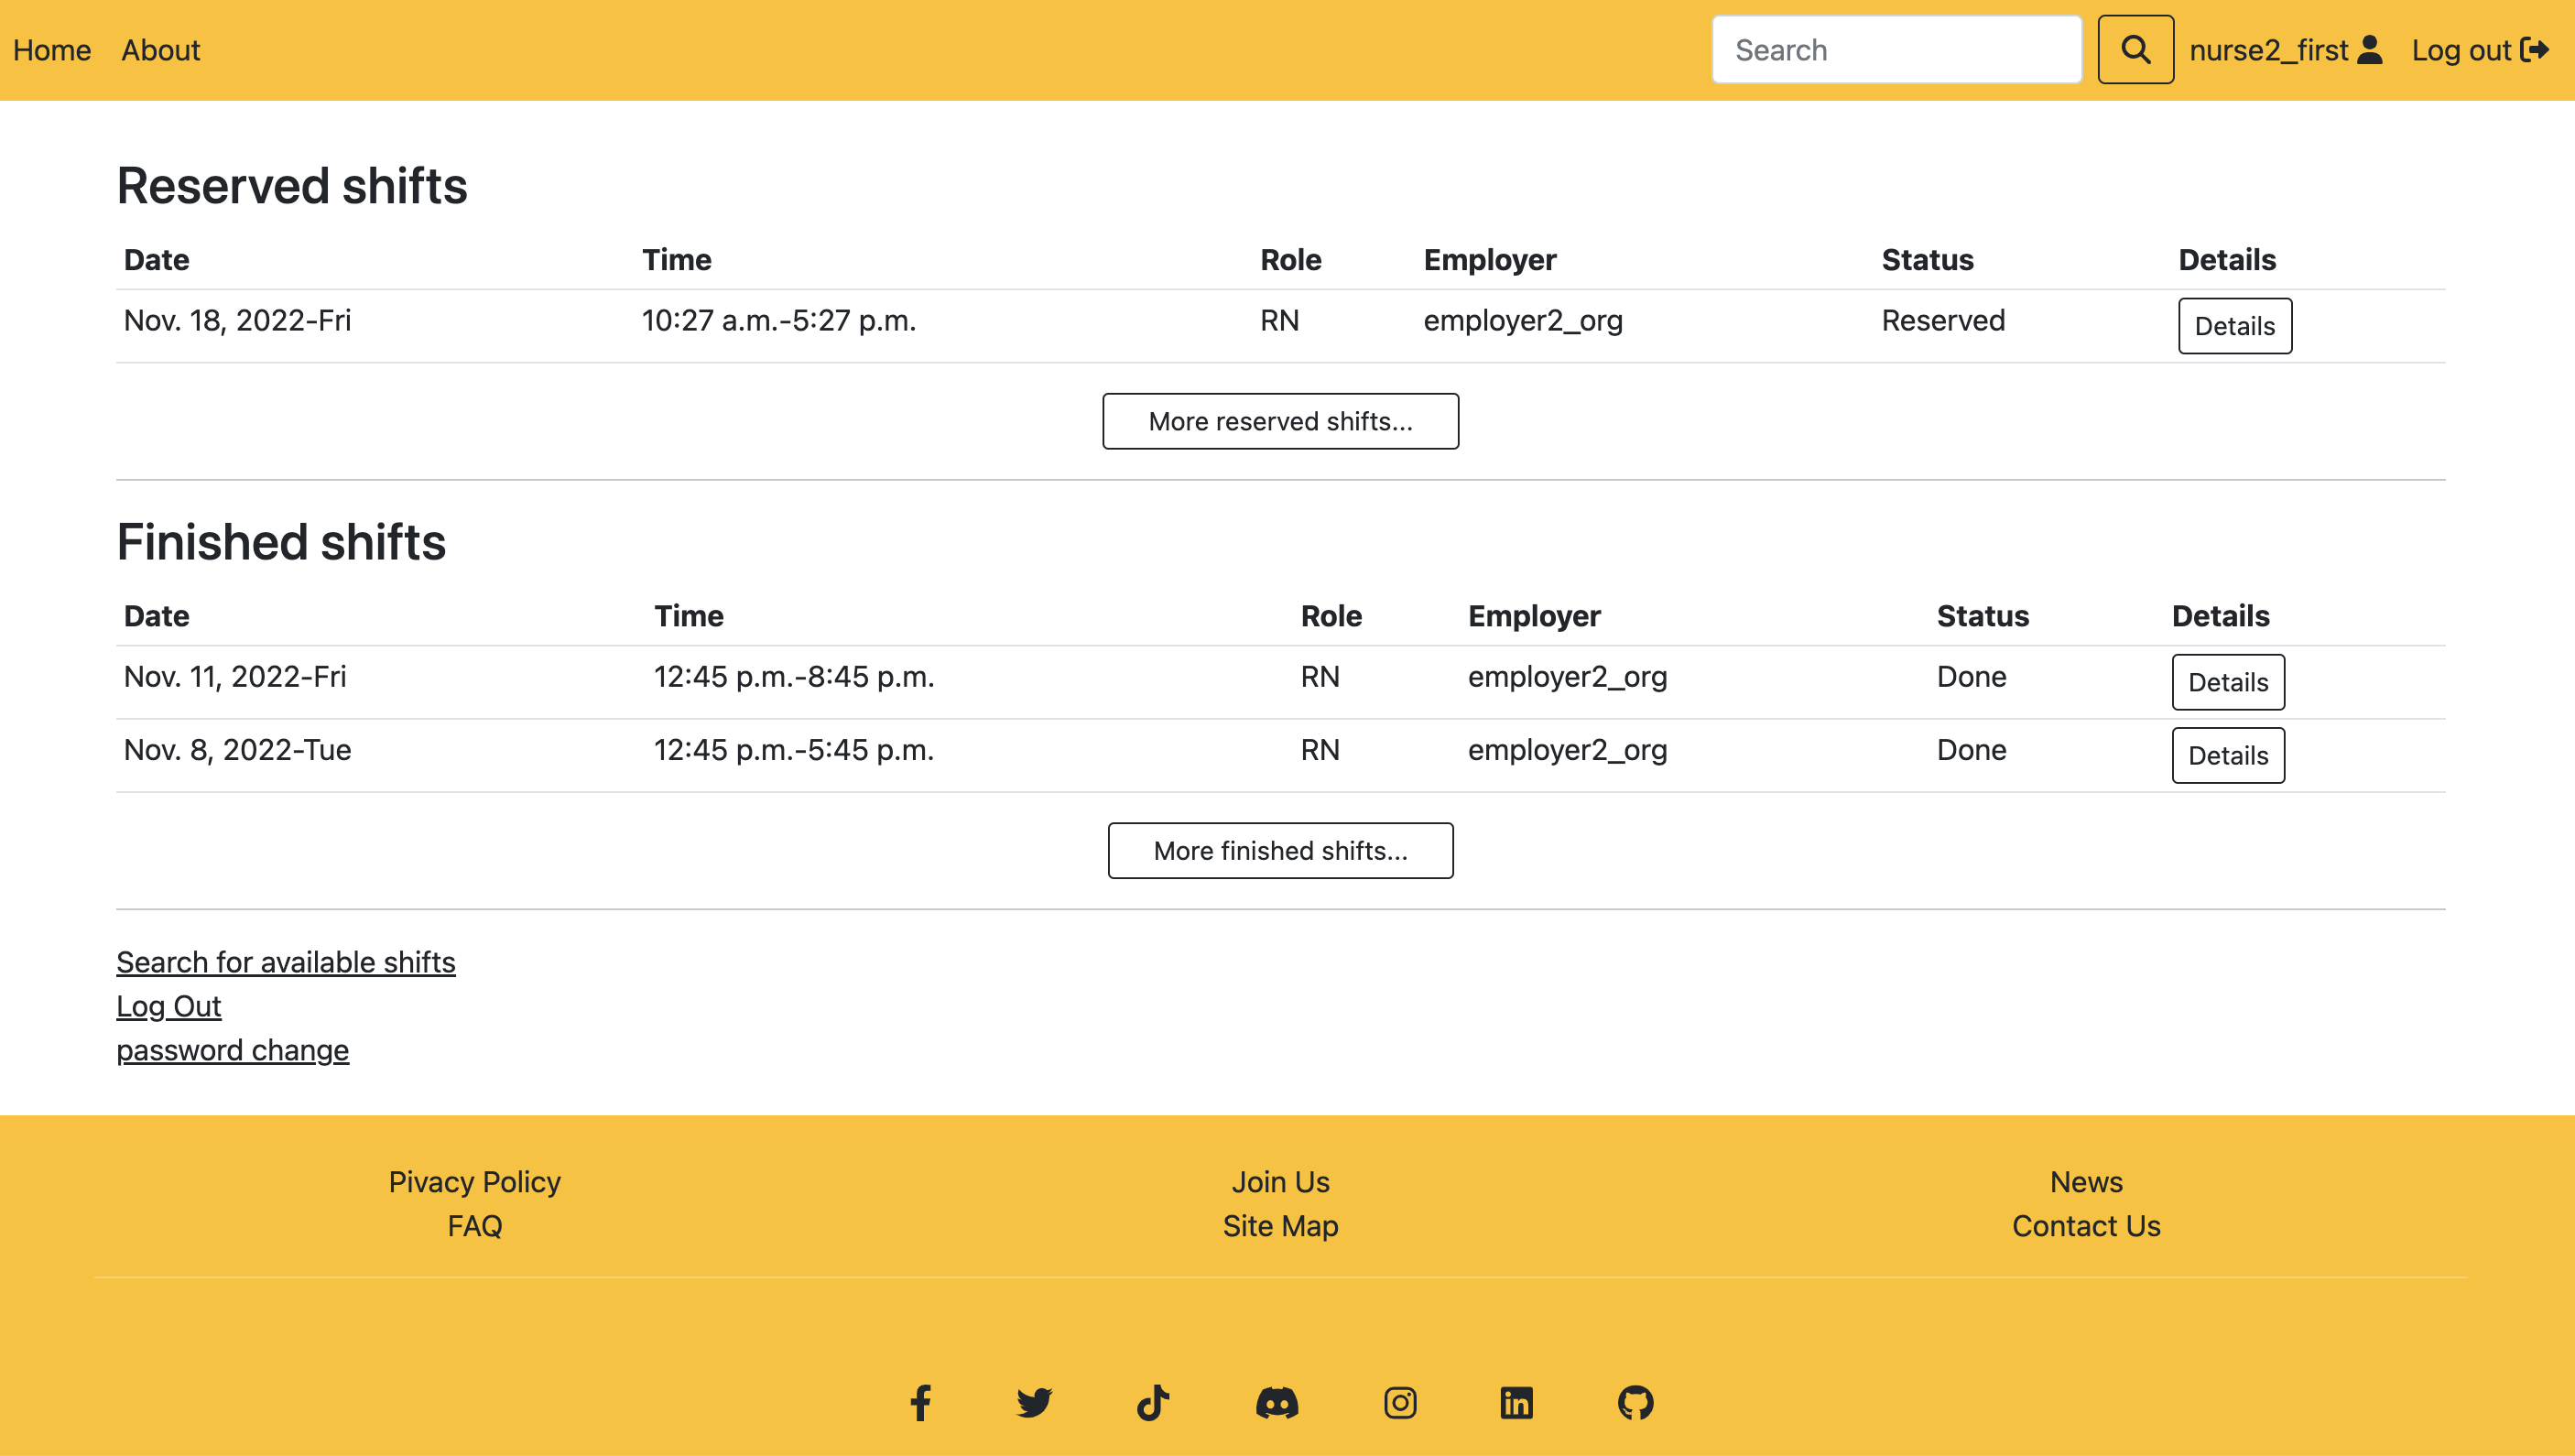 Home About Search nurse2_first Log out
Reserved shifts
Date Time Role Employer Status Details
Nov. 18, 2022-Fri 10:27 a.m.-5:27 p.m. RN employer2_org Reserved Details
More reserved shifts...
Finished shifts
Date Time Role Employer Status Details
Nov. 11, 2022-Fri 12:45 p.m.-8:45 p.m. RN employer2_org Done Details
Nov. 8, 2022-Tue 12:45 p.m.-5:45 p.m. RN employer2_org Done Details
More finished shifts...
Search for available shifts
Log Out
password change
Pivacy Policy Join Us News
FAQ Site Map Contact Us